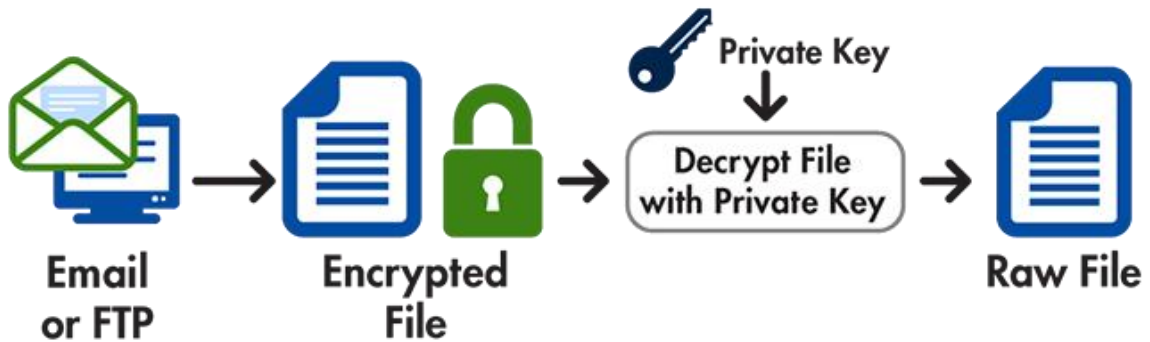 Private Key
Decrypt File
with Private Key
Email
or FTP
Encrypted
File
Raw File